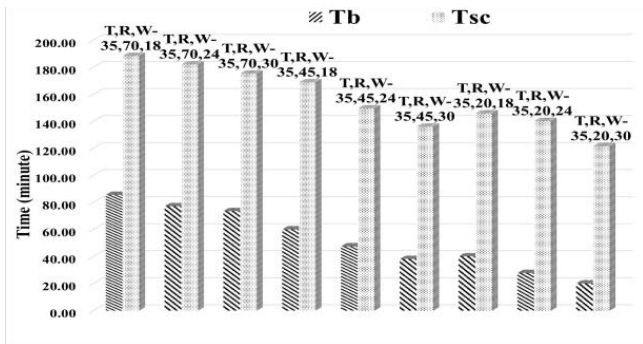 Tb Tsc
Time (minute)
200.00
180.00
160.00
140.00
120.00
100.00
80.00
60.00
40.00
20.00
0.00
T,R,W-
35,70,18
T,R,W-
35,70,24
T,R,W-
35,70,30
T,R,W-
35,45,18
T,R,W-
35,45,24
T,R,W-
35,45,30
T,R,W-
35,20,18
T,R,W-
35,20,24
T,R,W-
35,20,30